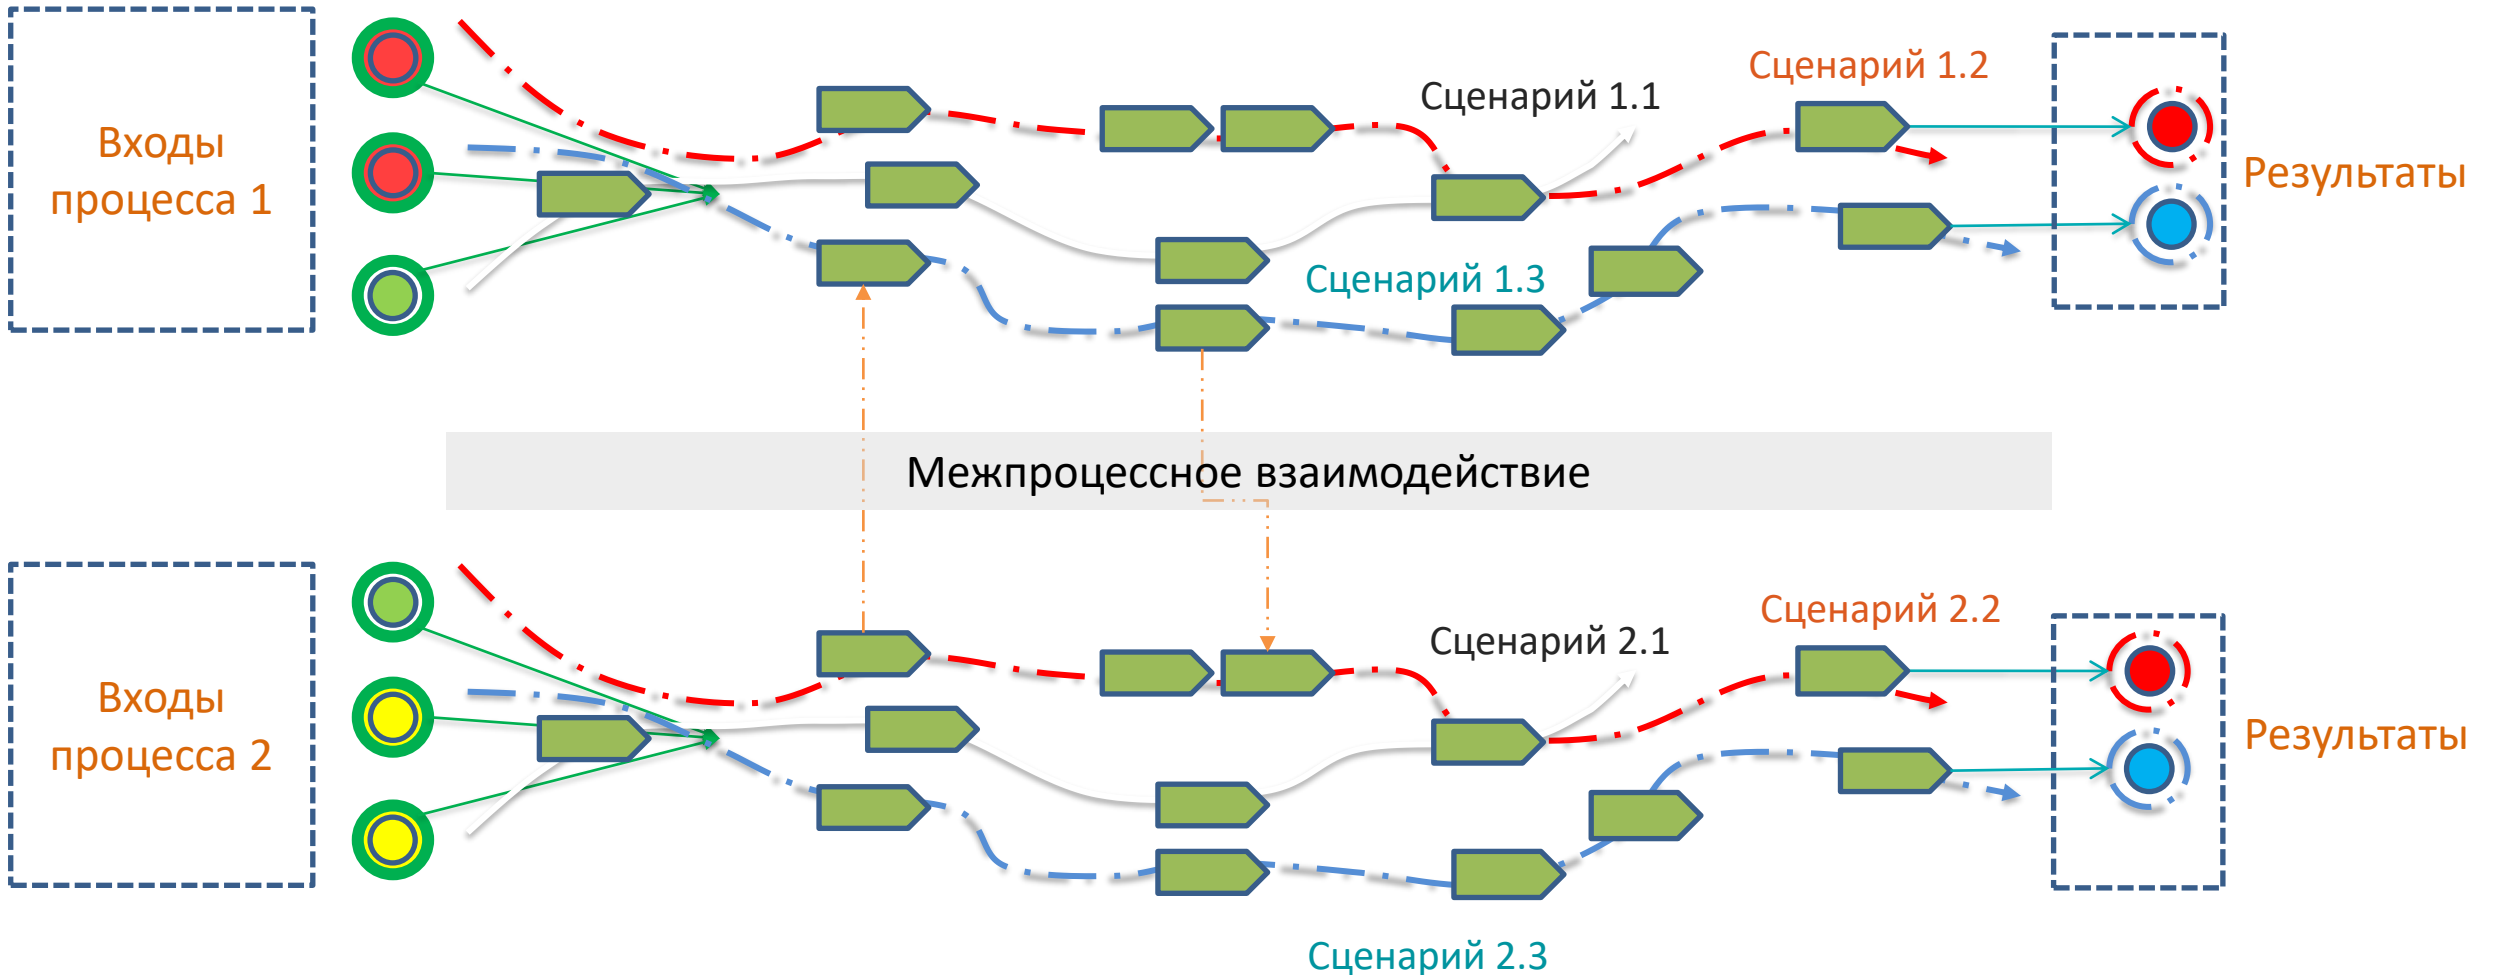 Входы
процесса 1
Сценарий 1.1
Сценарий 1.2
Сценарий 1.3
Результаты
Межпроцессное взаимодействие
Входы
процесса 2
Сценарий 2.1
Сценарий 2.2
Сценарий 2.3
Результаты